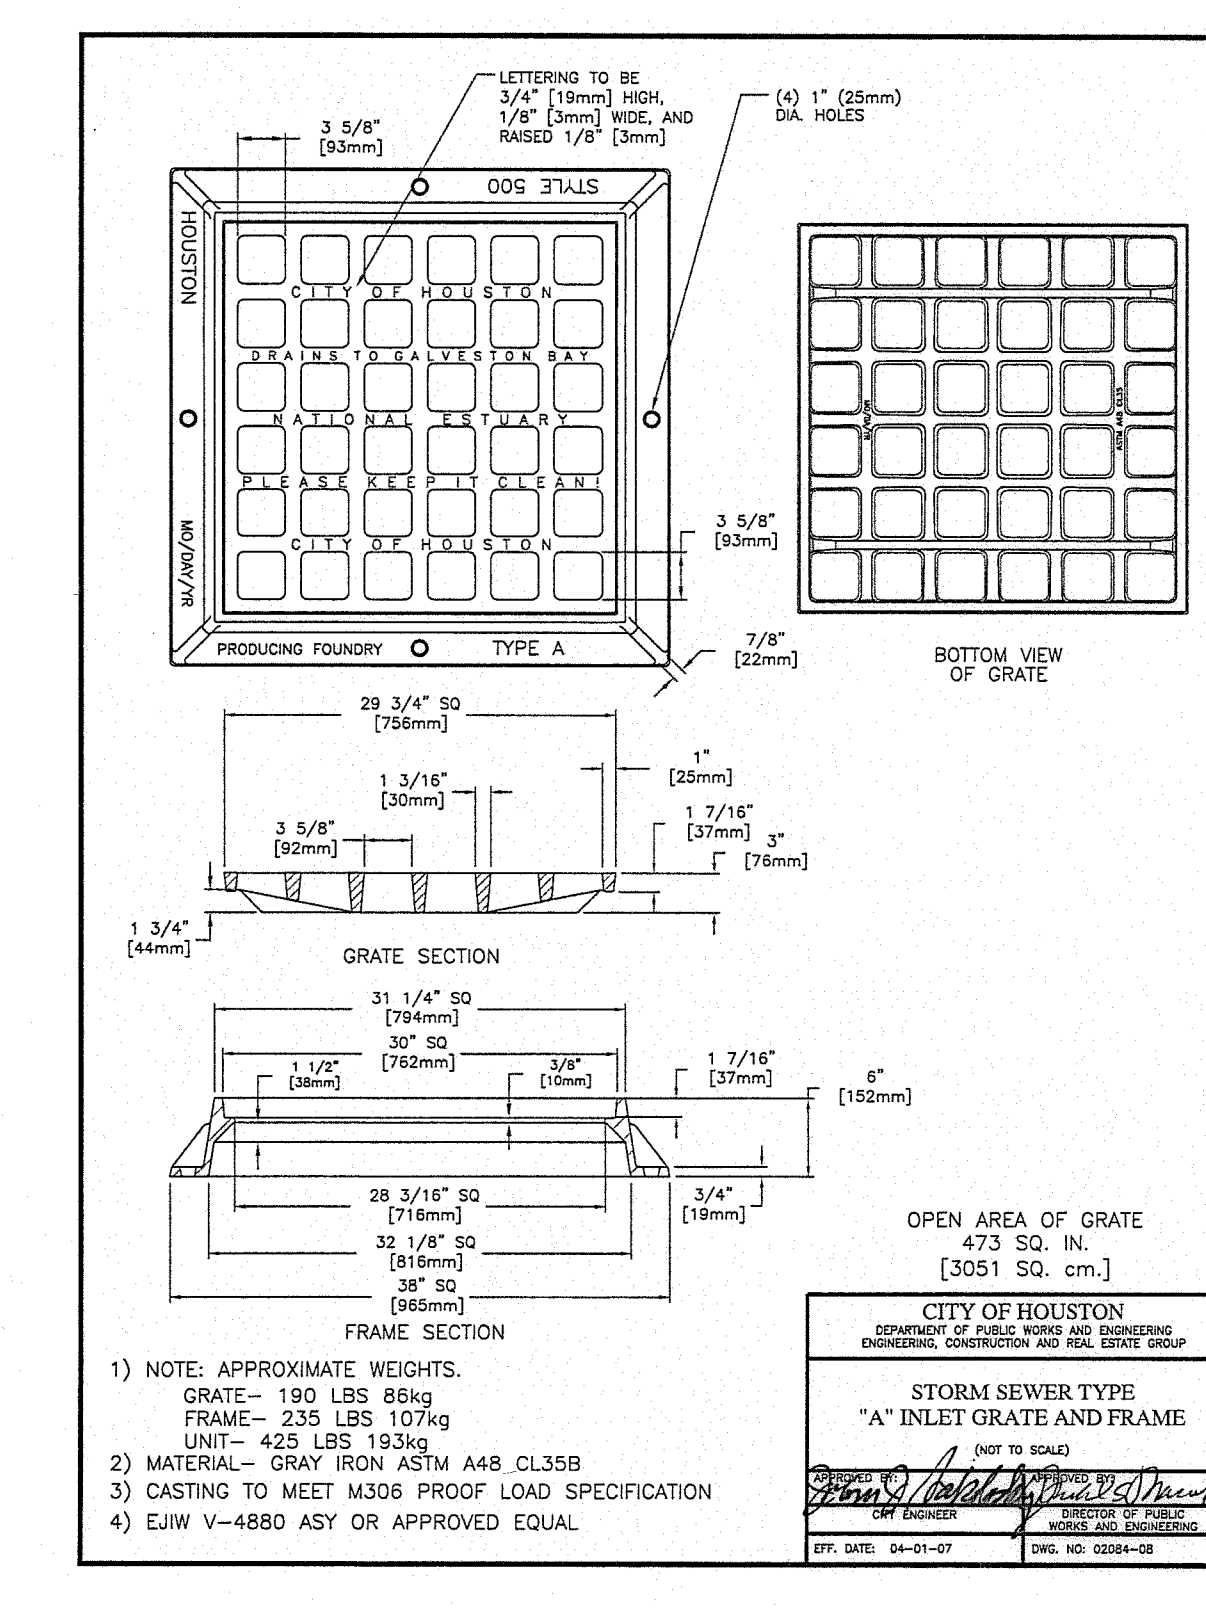 LETTERING TO BE
3/4" [19mm] HIGH,
1/8" [3mm] WIDE, AND
RAISED 1/8" [3mm]
(4) 1" (25mm)
DIA. HOLES
3 5/8"
[93mm]
STYLE 500
HOUSTON
CITY OF HOUSTON
DRAINS TO GALVESTON BAY
NATIONAL ESTUARY
PLEASE KEEP IT CLEAN!
CITY OF HOUSTON
MO/DAY/YR
PRODUCING FOUNDRY
TYPE A
3 5/8"
[93mm]
7/8"
[22mm]
MO/DA/YR
ASTM A48 CL35
BOTTOM VIEW
OF GRATE
29 3/4" SQ
[756mm]
1"
[25mm]
1 3/16"
[30mm]
1 7/16"
[37mm]
3"
[76mm]
3 5/8"
[92mm]
1 3/4"
[44mm]
GRATE SECTION
31 1/4" SQ
[794mm]
30" SQ
[762mm]
1 1/2"
[38mm]
3/8"
[10mm]
1 7/16"
[37mm]
6"
[152mm]
28 3/16" SQ
[716mm]
3/4"
[19mm]
32 1/8" SQ
[816mm]
38" SQ
[965mm]
FRAME SECTION
OPEN AREA OF GRATE
473 SQ. IN.
[3051 SQ. cm.]
1) NOTE: APPROXIMATE WEIGHTS.
GRATE- 190 LBS 86kg
FRAME- 235 LBS 107kg
UNIT- 425 LBS 193kg
2) MATERIAL- GRAY IRON ASTM A48 CL35B
3) CASTING TO MEET M306 PROOF LOAD SPECIFICATION
4) EJIW V-4880 ASY OR APPROVED EQUAL
CITY OF HOUSTON
DEPARTMENT OF PUBLIC WORKS AND ENGINEERING
ENGINEERING, CONSTRUCTION AND REAL ESTATE GROUP
STORM SEWER TYPE
"A" INLET GRATE AND FRAME
(NOT TO SCALE)
APPROVED BY:
APPROVED BY:
CITY ENGINEER
DIRECTOR OF PUBLIC
WORKS AND ENGINEERING
EFF. DATE: 04-01-07
DWG. NO: 02084-08